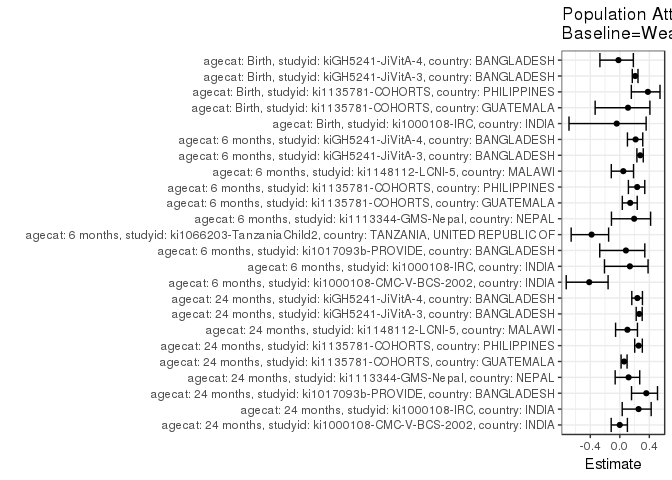 Population Att
Baseline=Wea
agecat: Birth, studyid: kiGH5241-JiVitA-4, country: BANGLADESH
agecat: Birth, studyid: kiGH5241-JiVitA-3, country: BANGLADESH
agecat: Birth, studyid: ki1135781-COHORTS, country: PHILIPPINES
agecat: Birth, studyid: ki1135781-COHORTS, country: GUATEMALA
agecat: Birth, studyid: ki1000108-IRC, country: INDIA
agecat: 6 months, studyid: kiGH5241-JiVitA-4, country: BANGLADESH
agecat: 6 months, studyid: kiGH5241-JiVitA-3, country: BANGLADESH
agecat: 6 months, studyid: ki1148112-LCNI-5, country: MALAWI
agecat: 6 months, studyid: ki1135781-COHORTS, country: PHILIPPINES
agecat: 6 months, studyid: ki1135781-COHORTS, country: GUATEMALA
agecat: 6 months, studyid: ki1113344-GMS-Nepal, country: NEPAL
agecat: 6 months, studyid: ki1066203-TanzaniaChild2, country: TANZANIA, UNITED REPUBLIC OF
agecat: 6 months, studyid: ki1017093b-PROVIDE, country: BANGLADESH
agecat: 6 months, studyid: ki1000108-IRC, country: INDIA
agecat: 6 months, studyid: ki1000108-CMC-V-BCS-2002, country: INDIA
agecat: 24 months, studyid: kiGH5241-JiVitA-4, country: BANGLADESH
agecat: 24 months, studyid: kiGH5241-JiVitA-3, country: BANGLADESH
agecat: 24 months, studyid: ki1148112-LCNI-5, country: MALAWI
agecat: 24 months, studyid: ki1135781-COHORTS, country: PHILIPPINES
agecat: 24 months, studyid: ki1135781-COHORTS, country: GUATEMALA
agecat: 24 months, studyid: ki1113344-GMS-Nepal, country: NEPAL
agecat: 24 months, studyid: ki1017093b-PROVIDE, country: BANGLADESH
agecat: 24 months, studyid: ki1000108-IRC, country: INDIA
agecat: 24 months, studyid: ki1000108-CMC-V-BCS-2002, country: INDIA
-0.4 0.0 0.4
Estimate